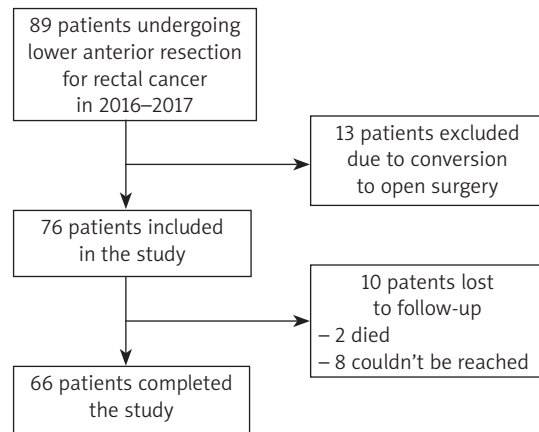 89 patients undergoing
lower anterior resection
for rectal cancer
in 2016–2017
13 patients excluded
due to conversion
to open surgery
76 patients included
in the study
10 patents lost
to follow-up
– 2 died
– 8 couldn't be reached
66 patients completed
the study